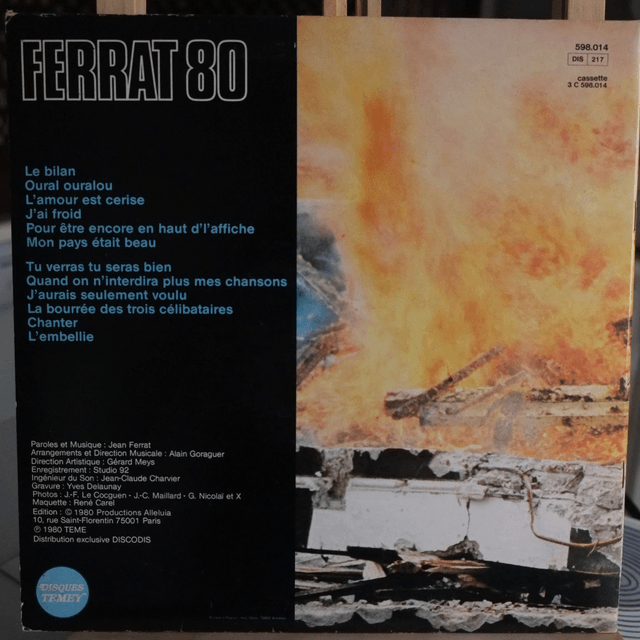 FERRAT 80
598.014
DIS 217
cassette
3 C 598.014
Le bilan
Oural ouralou
L'amour est cerise
J'ai froid
Pour être encore en haut d'l'affiche
Mon pays était beau
Tu verras tu seras bien
Quand on n'interdira plus mes chansons
J'aurais seulement voulu
La bourrée des trois célibataires
Chanter
L'embellie
Paroles et Musique : Jean Ferrat
Arrangements et Direction Musicale : Alain Goraguer
Direction Artistique : Gérard Meys
Enregistrement : Studio 92
Ingénieur du Son : Jean-Claude Charvier
Gravure : Yves Delaunay
Photos : J.-F. Le Cocguen - J.-C. Maillard - G. Nicolaï et X
Maquette : René Carel
Edition : © 1980 Productions Alleluia
10, rue Saint-Florentin 75001 Paris
℗ 1980 TEME
Distribution exclusive DISCODIS
DISQUES
TEMEY